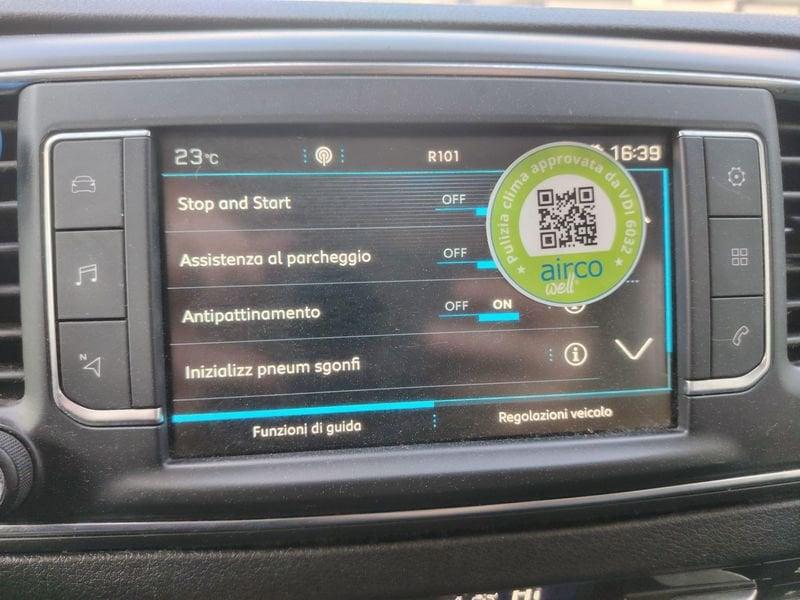 23°C
R101
16:39
Stop and Start
OFF
Assistenza al parcheggio
OFF
Antipattinamento
OFF ON
Inizializz pneum sgonfi
Funzioni di guida
Regolazioni veicolo
Pulizia clima approvata da VDI 6032
airco
well®
N